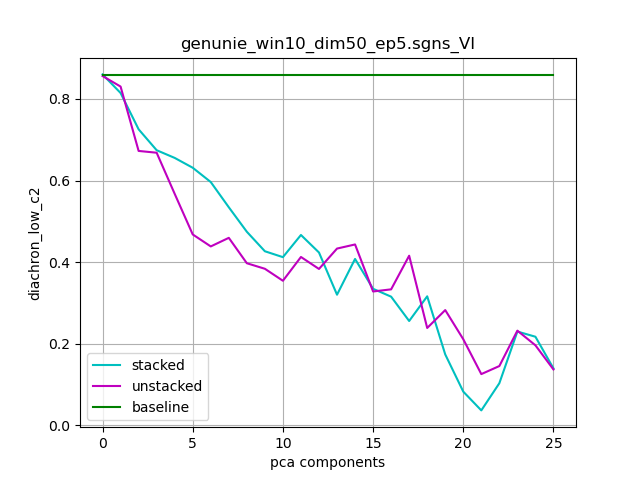 genunie_win10_dim50_ep5.sgns_VI
diachron_low_c2
0.8
0.6
0.4
0.2
0.0
stacked
unstacked
baseline
0 5 10 15 20 25
pca components